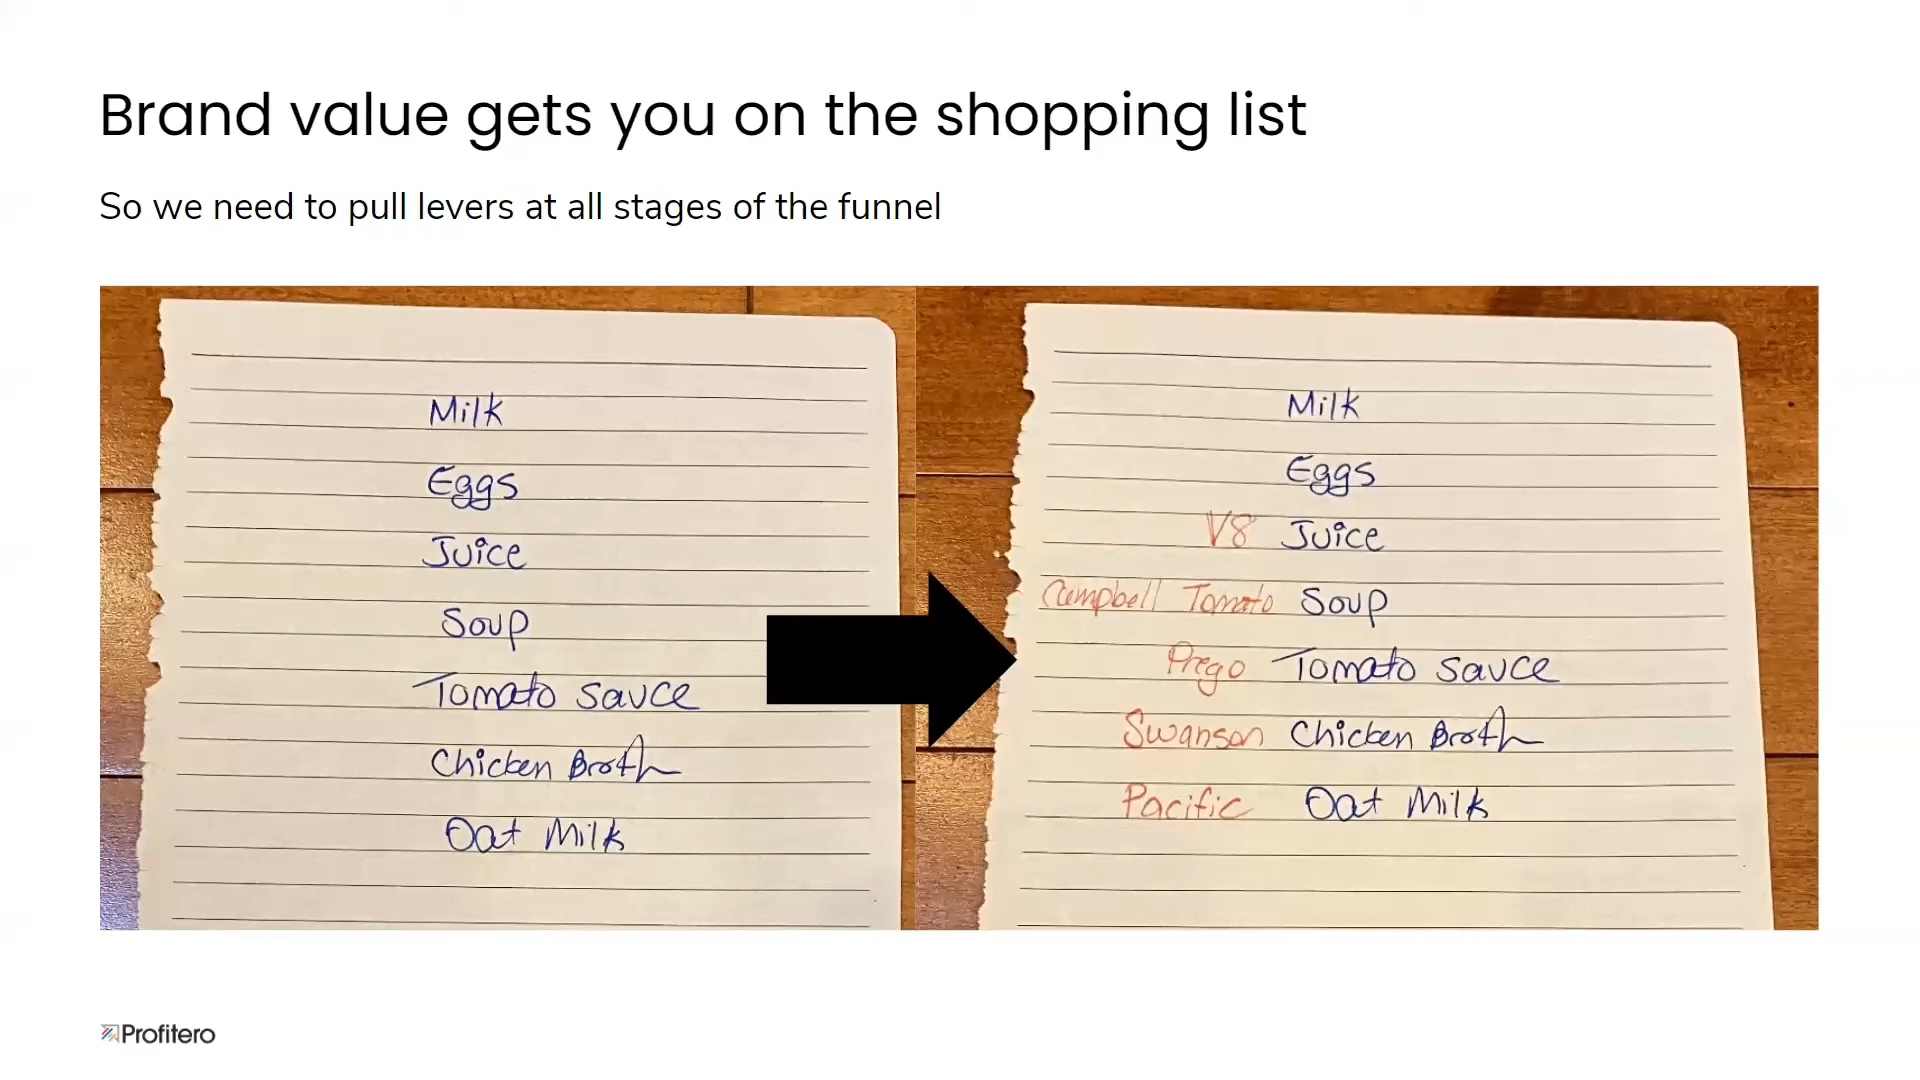 Brand value gets you on the shopping list
So we need to pull levers at all stages of the funnel
Milk
Eggs
Juice
Soup
Tomato sauce
Chicken Broth
Oat Milk
Milk
Eggs
V8 Juice
Campbell Tomato Soup
Prego Tomato sauce
Swanson Chicken Broth
Pacific Oat Milk
Profitero